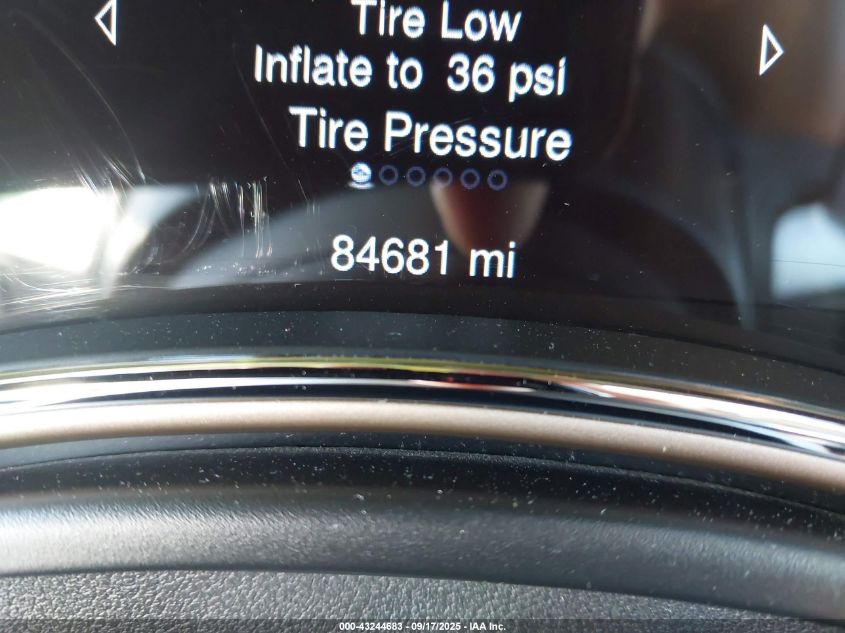 Tire Low
Inflate to 36 psi
Tire Pressure
84681 mi
000-43244683 - 09/17/2025 - IAA Inc.